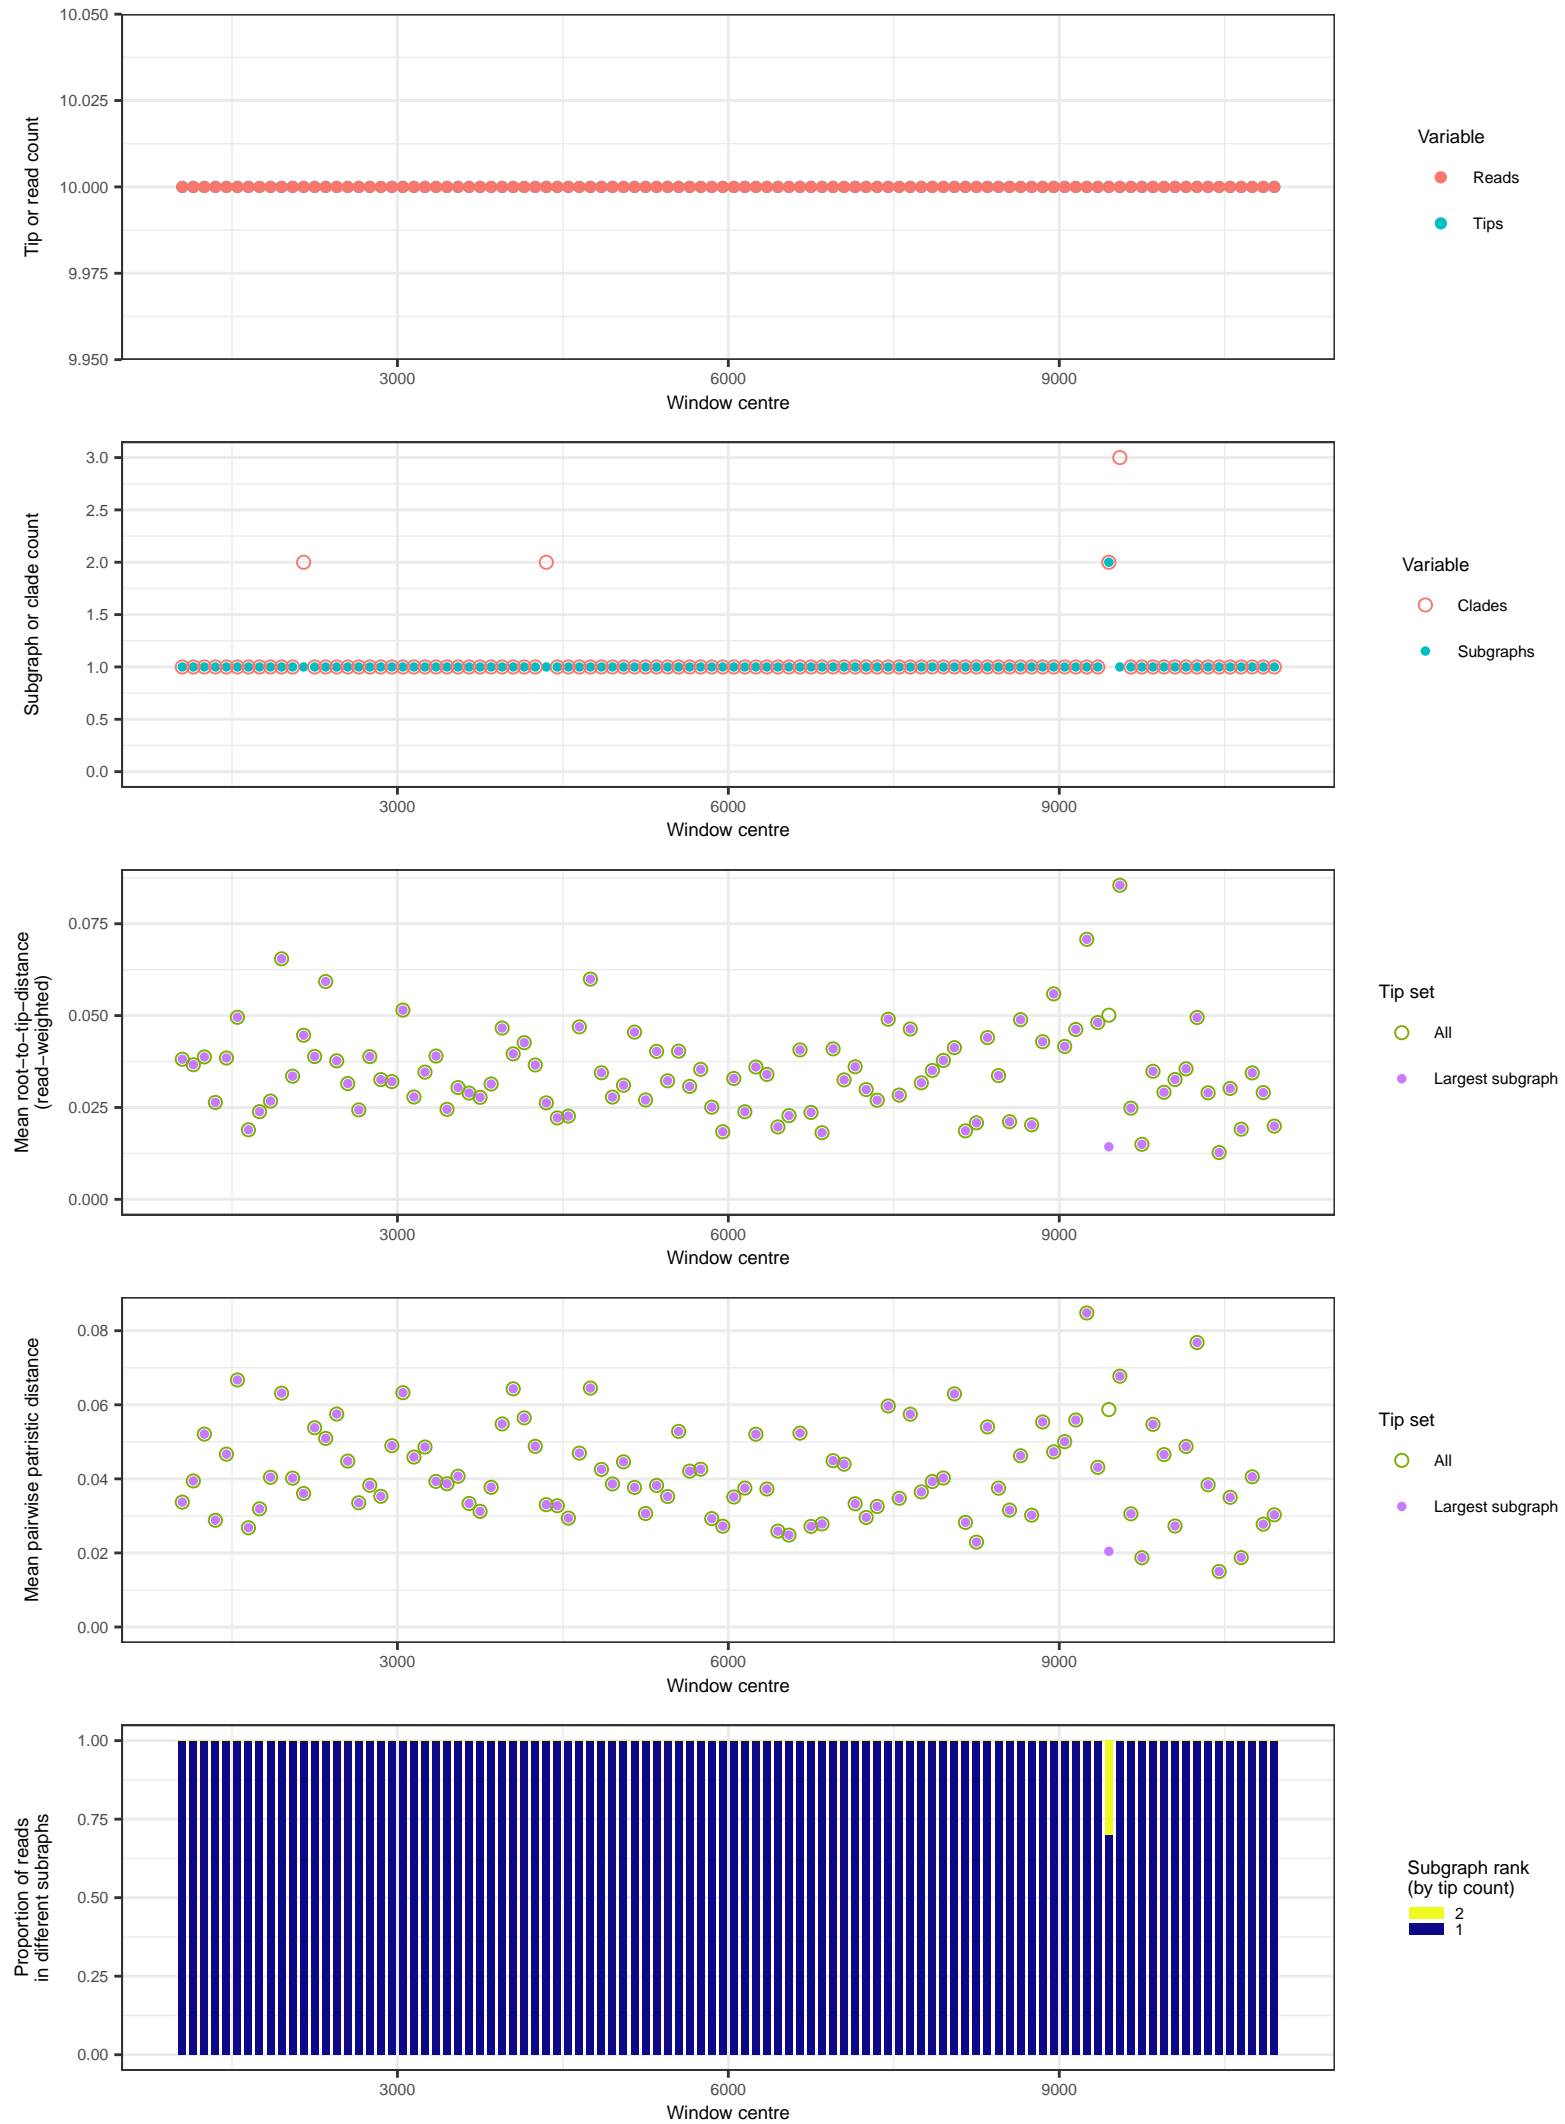 10.050
10.025
10.000
9.975
9.950
Tip or read count
3000 6000 9000
Window centre
Variable
Reads
Tips
3.0
2.5
2.0
1.5
1.0
0.5
0.0
Subgraph or clade count
3000 6000 9000
Window centre
Variable
Clades
Subgraphs
0.075
0.050
0.025
0.000
Mean root−to−tip−distance
(read−weighted)
3000 6000 9000
Window centre
Tip set
All
Largest subgraph
0.08
0.06
0.04
0.02
0.00
Mean pairwise patristic distance
3000 6000 9000
Window centre
Tip set
All
Largest subgraph
1.00
0.75
0.50
0.25
0.00
Proportion of reads
in different subraphs
3000 6000 9000
Window centre
Subgraph rank
(by tip count)
2
1